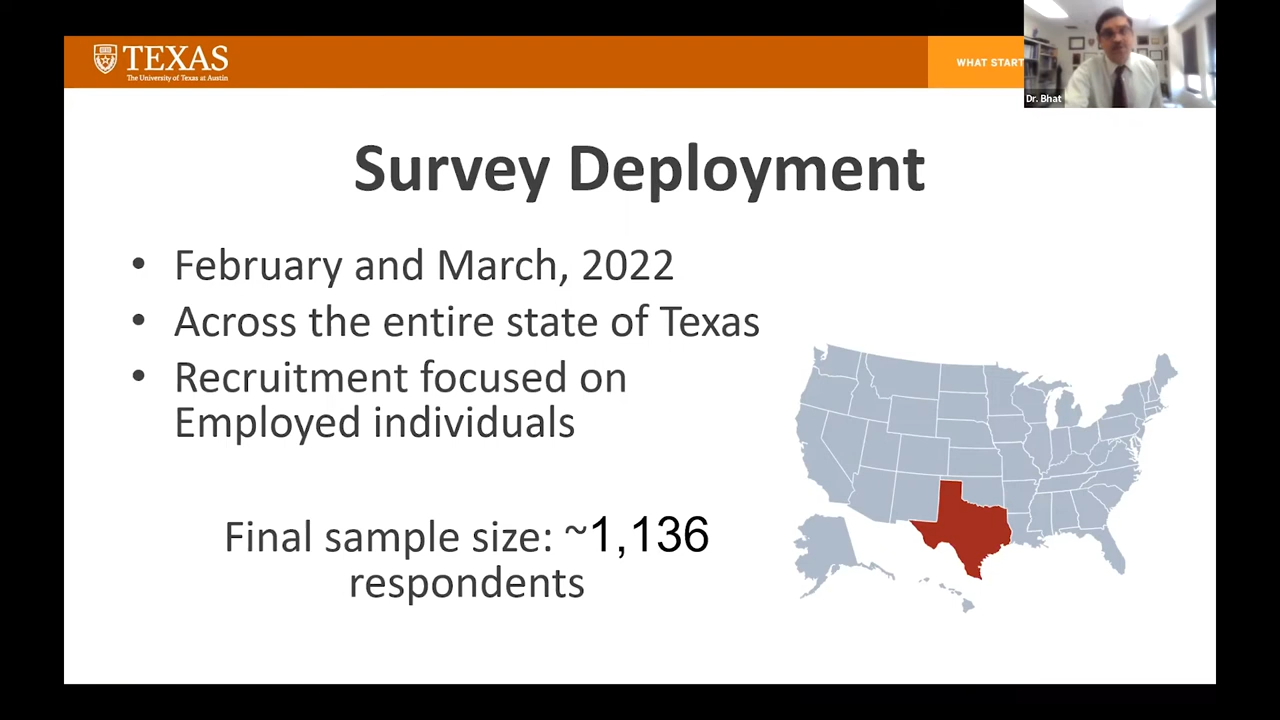 TEXAS
The University of Texas at Austin
WHAT START
Dr. Bhat
Survey Deployment
• February and March, 2022
• Across the entire state of Texas
• Recruitment focused on
Employed individuals
Final sample size: ~1,136
respondents